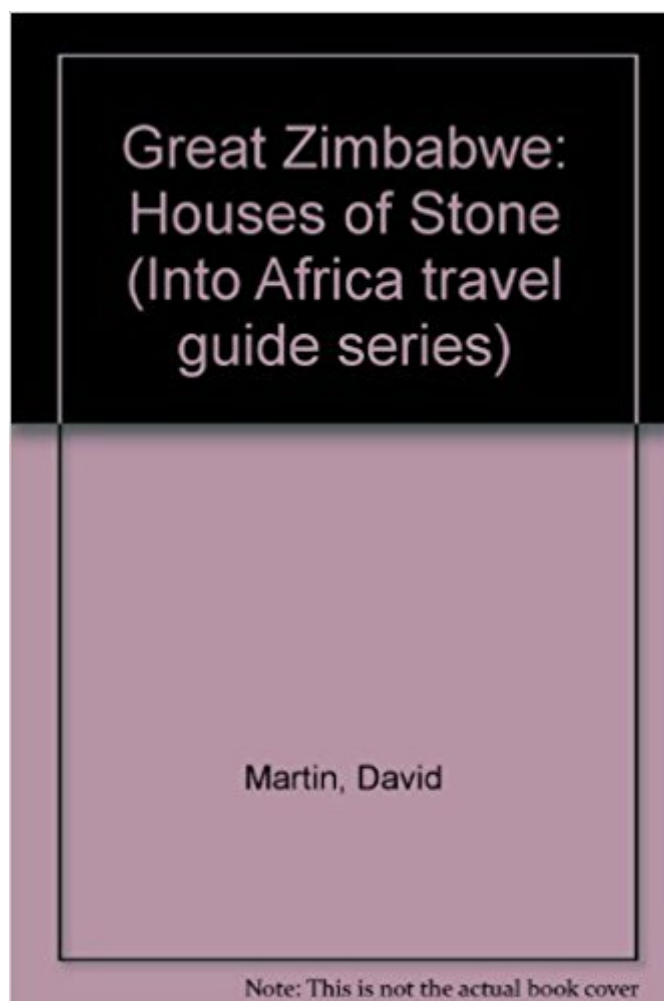 Great Zimbabwe:
Houses of Stone
(Into Africa travel
guide series)
Martin, David
Note: This is not the actual book cover